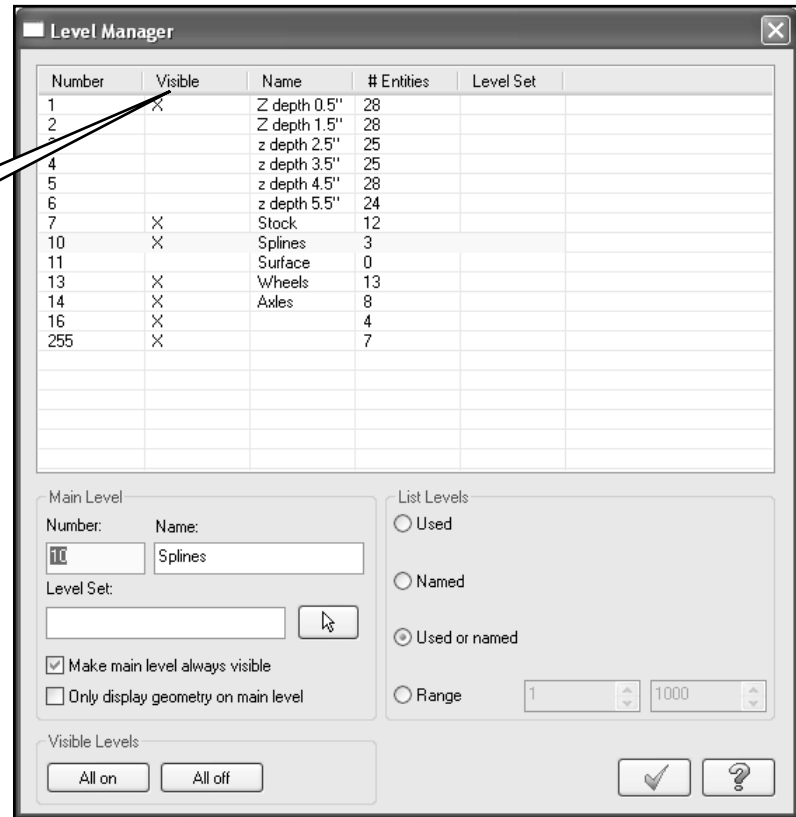 Level Manager
Number Visible Name # Entities Level Set
1 X Z depth 0.5" 28
2 Z depth 1.5" 28
3 z depth 2.5" 25
4 z depth 3.5" 25
5 z depth 4.5" 28
6 z depth 5.5" 24
7 X Stock 12
10 X Splines 3
11 Surface 0
13 X Wheels 13
14 X Axles 8
16 X 4
255 X 7
Main Level
Number: Name:
10 Splines
Level Set:
Make main level always visible
Only display geometry on main level
List Levels
Used
Named
Used or named
Range 1 1000
Visible Levels
All on All off